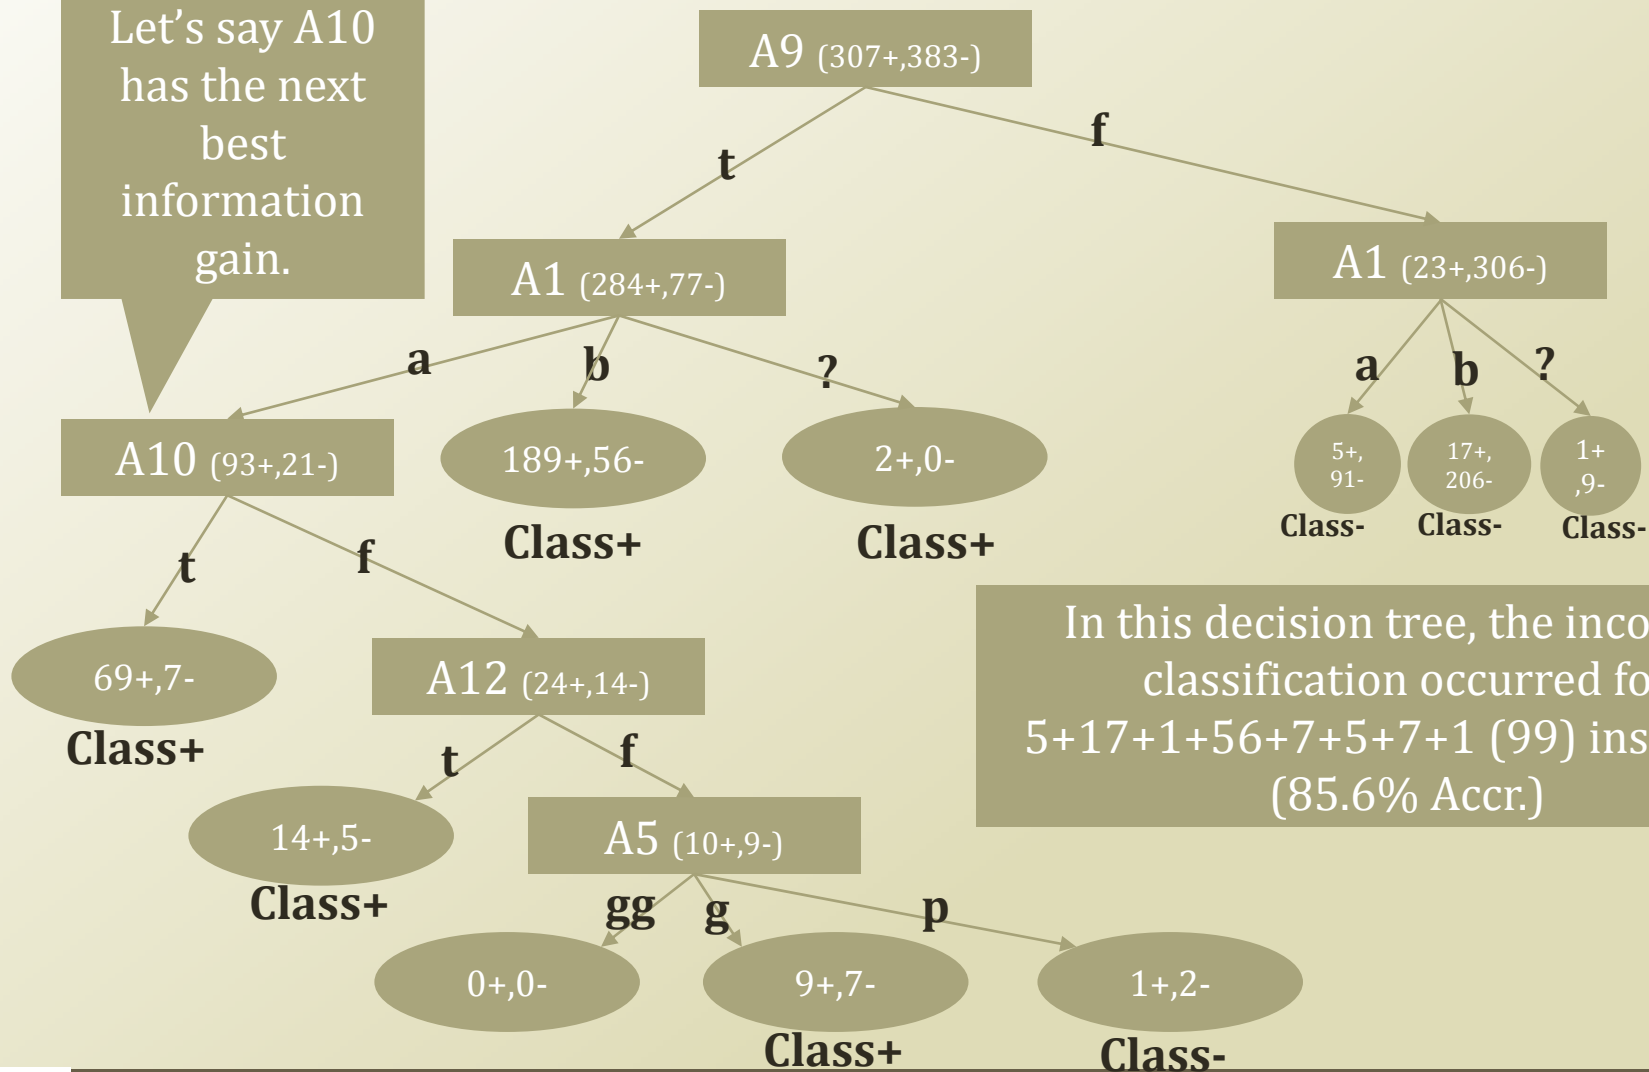 Let’s say A10
has the next
best
information
gain.
A9 (307+,383-)
t
f
A1 (284+,77-)
A1 (23+,306-)
a
b
?
a
b
?
A10 (93+,21-)
189+,56-
2+,0-
5+,
91-
17+,
206-
1+
,9-
Class+
Class+
Class-
Class-
Class-
t
f
69+,7-
Class+
A12 (24+,14-)
In this decision tree, the inco
classification occurred fo
5+17+1+56+7+5+7+1 (99) ins
(85.6% Accr.)
t
f
14+,5-
Class+
A5 (10+,9-)
gg
g
p
0+,0-
9+,7-
1+,2-
Class+
Class-